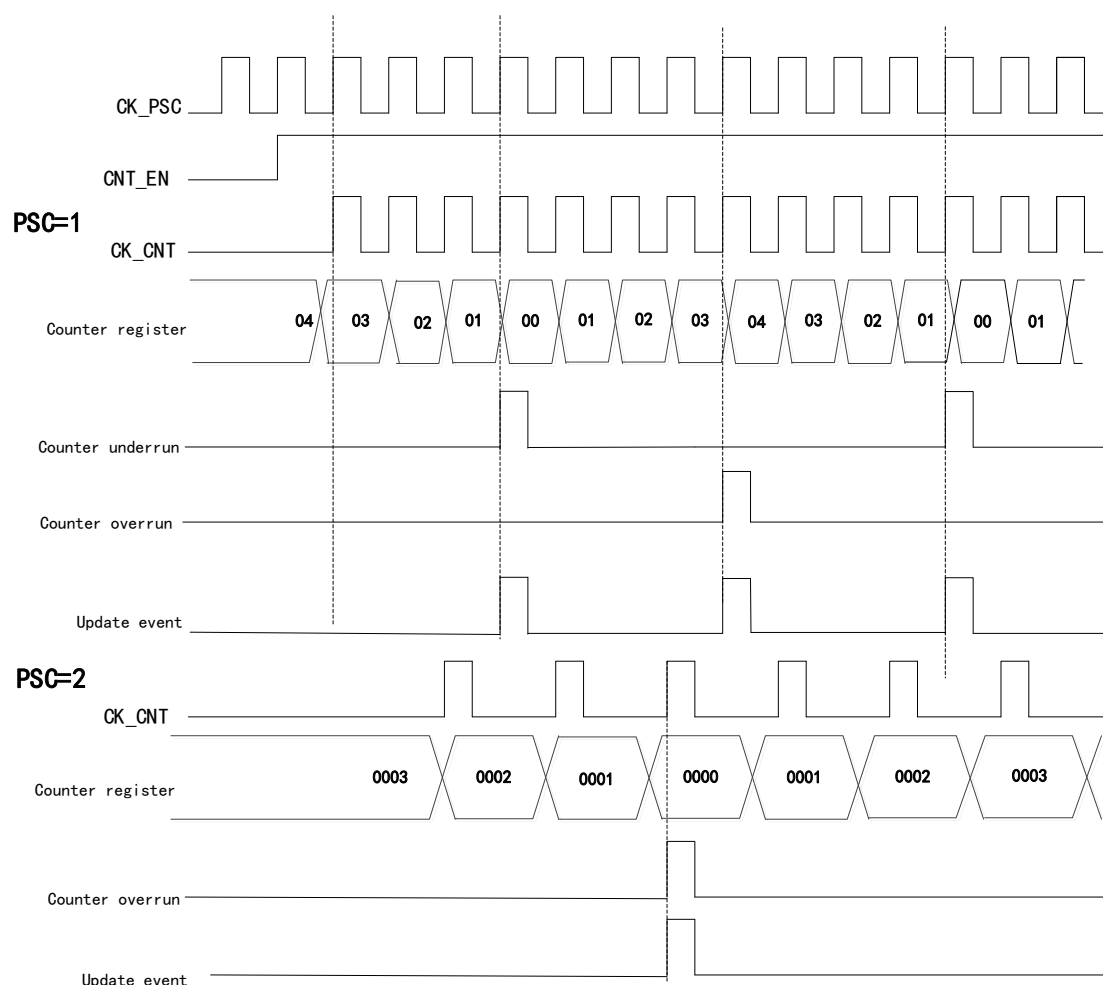 CK_PSC
CNT_EN
PSC=1
CK_CNT
Counter register 04 03 02 01 00 01 02 03 04 03 02 01 00 01
Counter underrun
Counter overrun
Update event
PSC=2
CK_CNT
Counter register 0003 0002 0001 0000 0001 0002 0003
Counter overrun
Update event